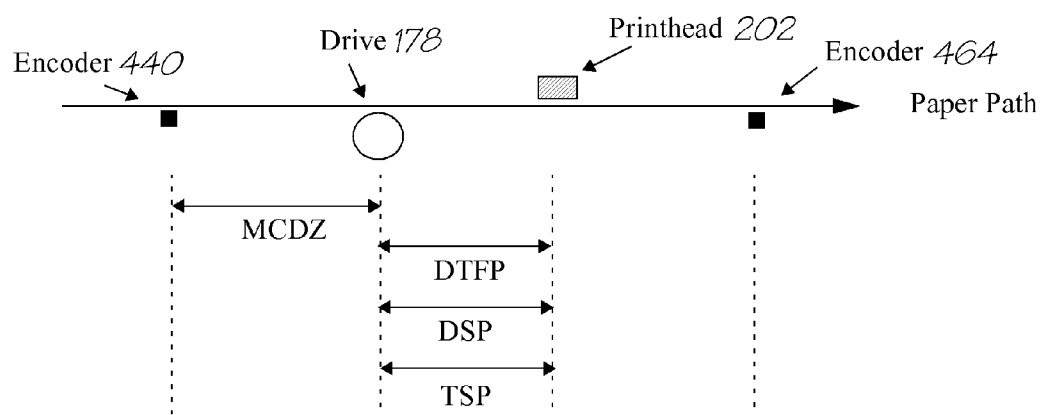 Drive 178
Printhead 202
Encoder 440
Encoder 464
Paper Path
MCDZ
DTFP
DSP
TSP